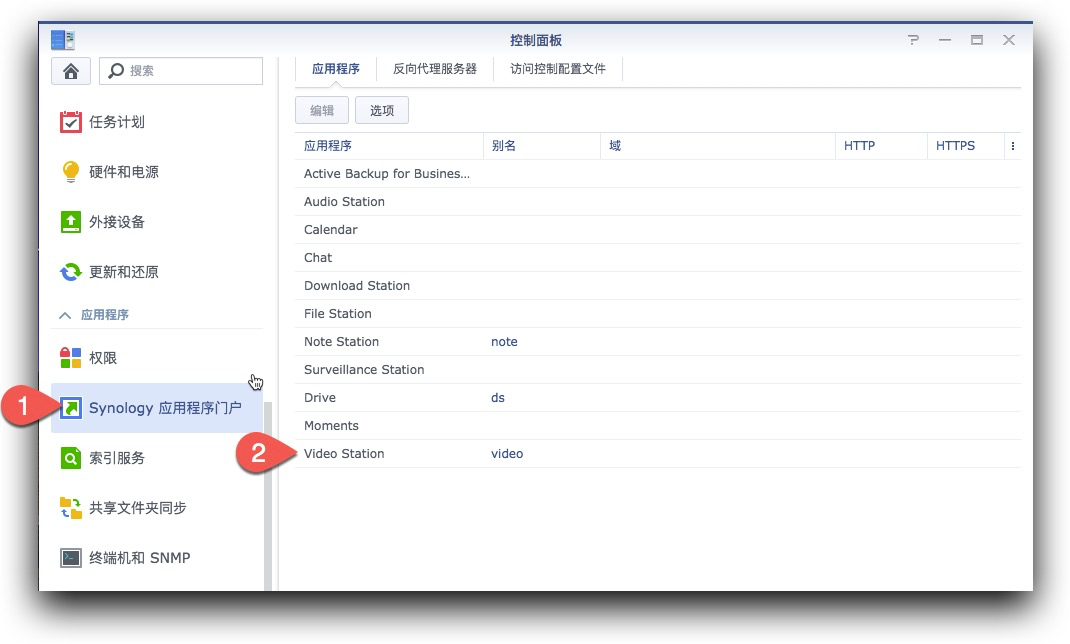 控制面板
搜索
任务计划
硬件和电源
外接设备
更新和还原
应用程序
权限
1
Synology 应用程序门户
索引服务
共享文件夹同步
终端机和 SNMP
应用程序 反向代理服务器 访问控制配置文件
编辑 选项
应用程序 别名 域 HTTP HTTPS
Active Backup for Busines...
Audio Station
Calendar
Chat
Download Station
File Station
Note Station note
Surveillance Station
Drive ds
Moments
2
Video Station video